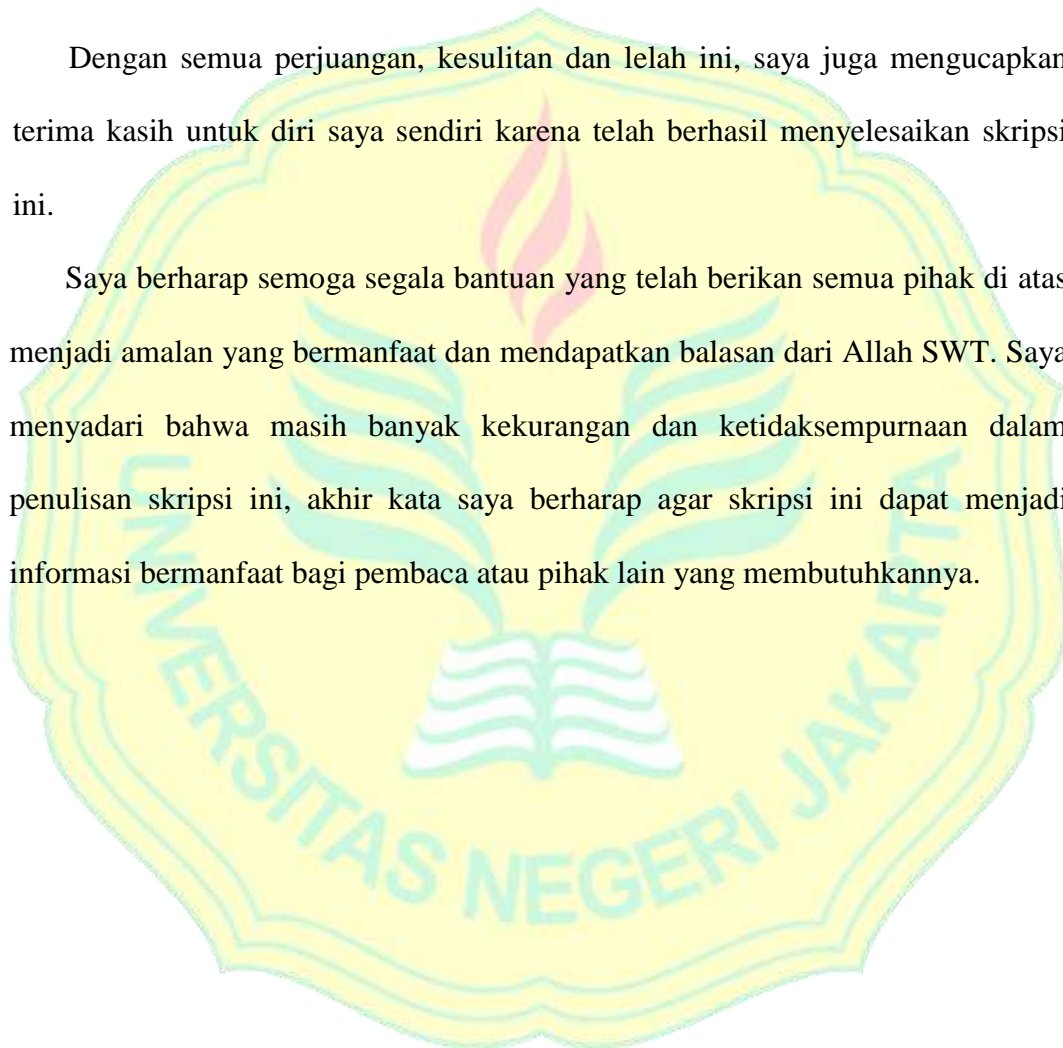 Dengan semua perjuangan, kesulitan dan lelah ini, saya juga mengucapkan
terima kasih untuk diri saya sendiri karena telah berhasil menyelesaikan skripsi
ini.
Saya berharap semoga segala bantuan yang telah berikan semua pihak di atas
menjadi amalan yang bermanfaat dan mendapatkan balasan dari Allah SWT. Saya
menyadari bahwa masih banyak kekurangan dan ketidaksempurnaan dalam
penulisan skripsi ini, akhir kata saya berharap agar skripsi ini dapat menjadi
informasi bermanfaat bagi pembaca atau pihak lain yang membutuhkannya.
UNIVERSITAS NEGERI JAKARTA